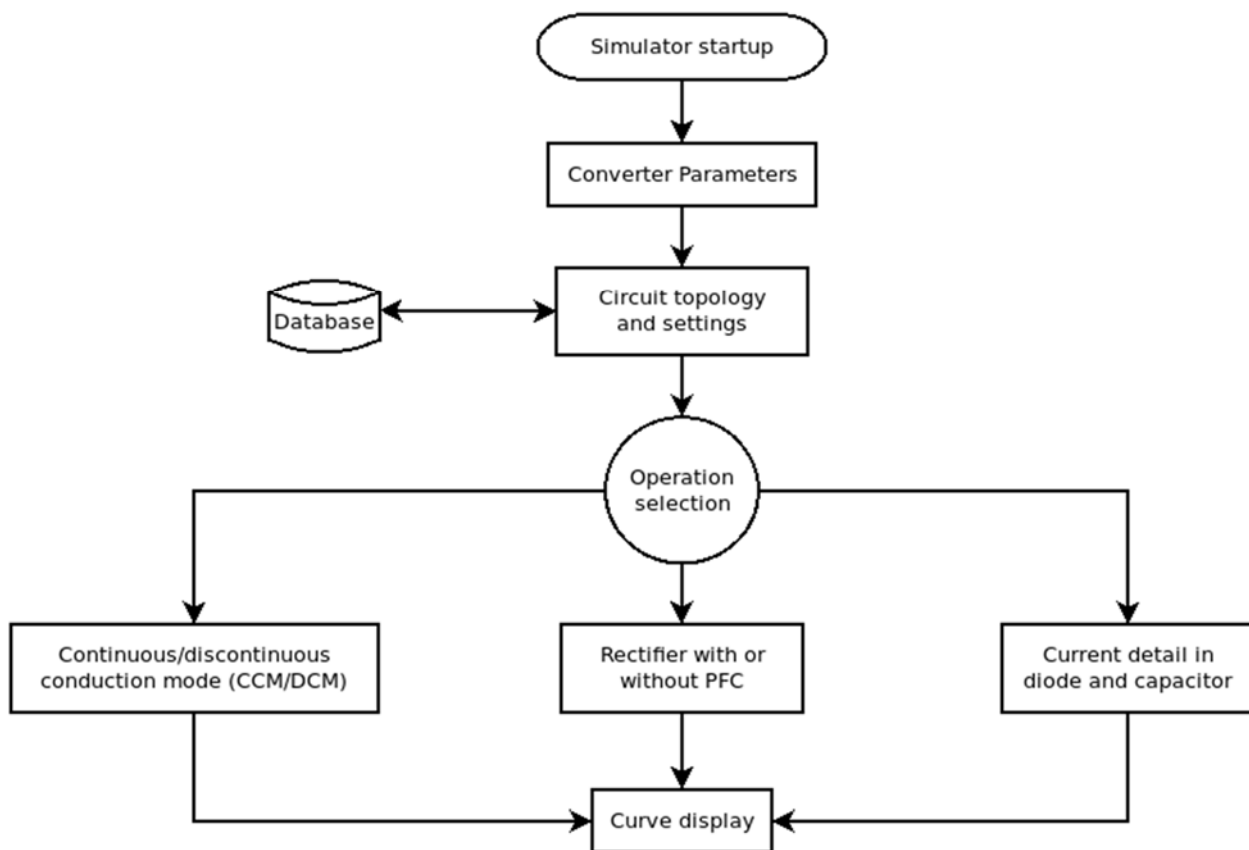 Simulator startup
Converter Parameters
Circuit topology
and settings
Database
Operation
selection
Continuous/discontinuous
conduction mode (CCM/DCM)
Rectifier with or
without PFC
Current detail in
diode and capacitor
Curve display